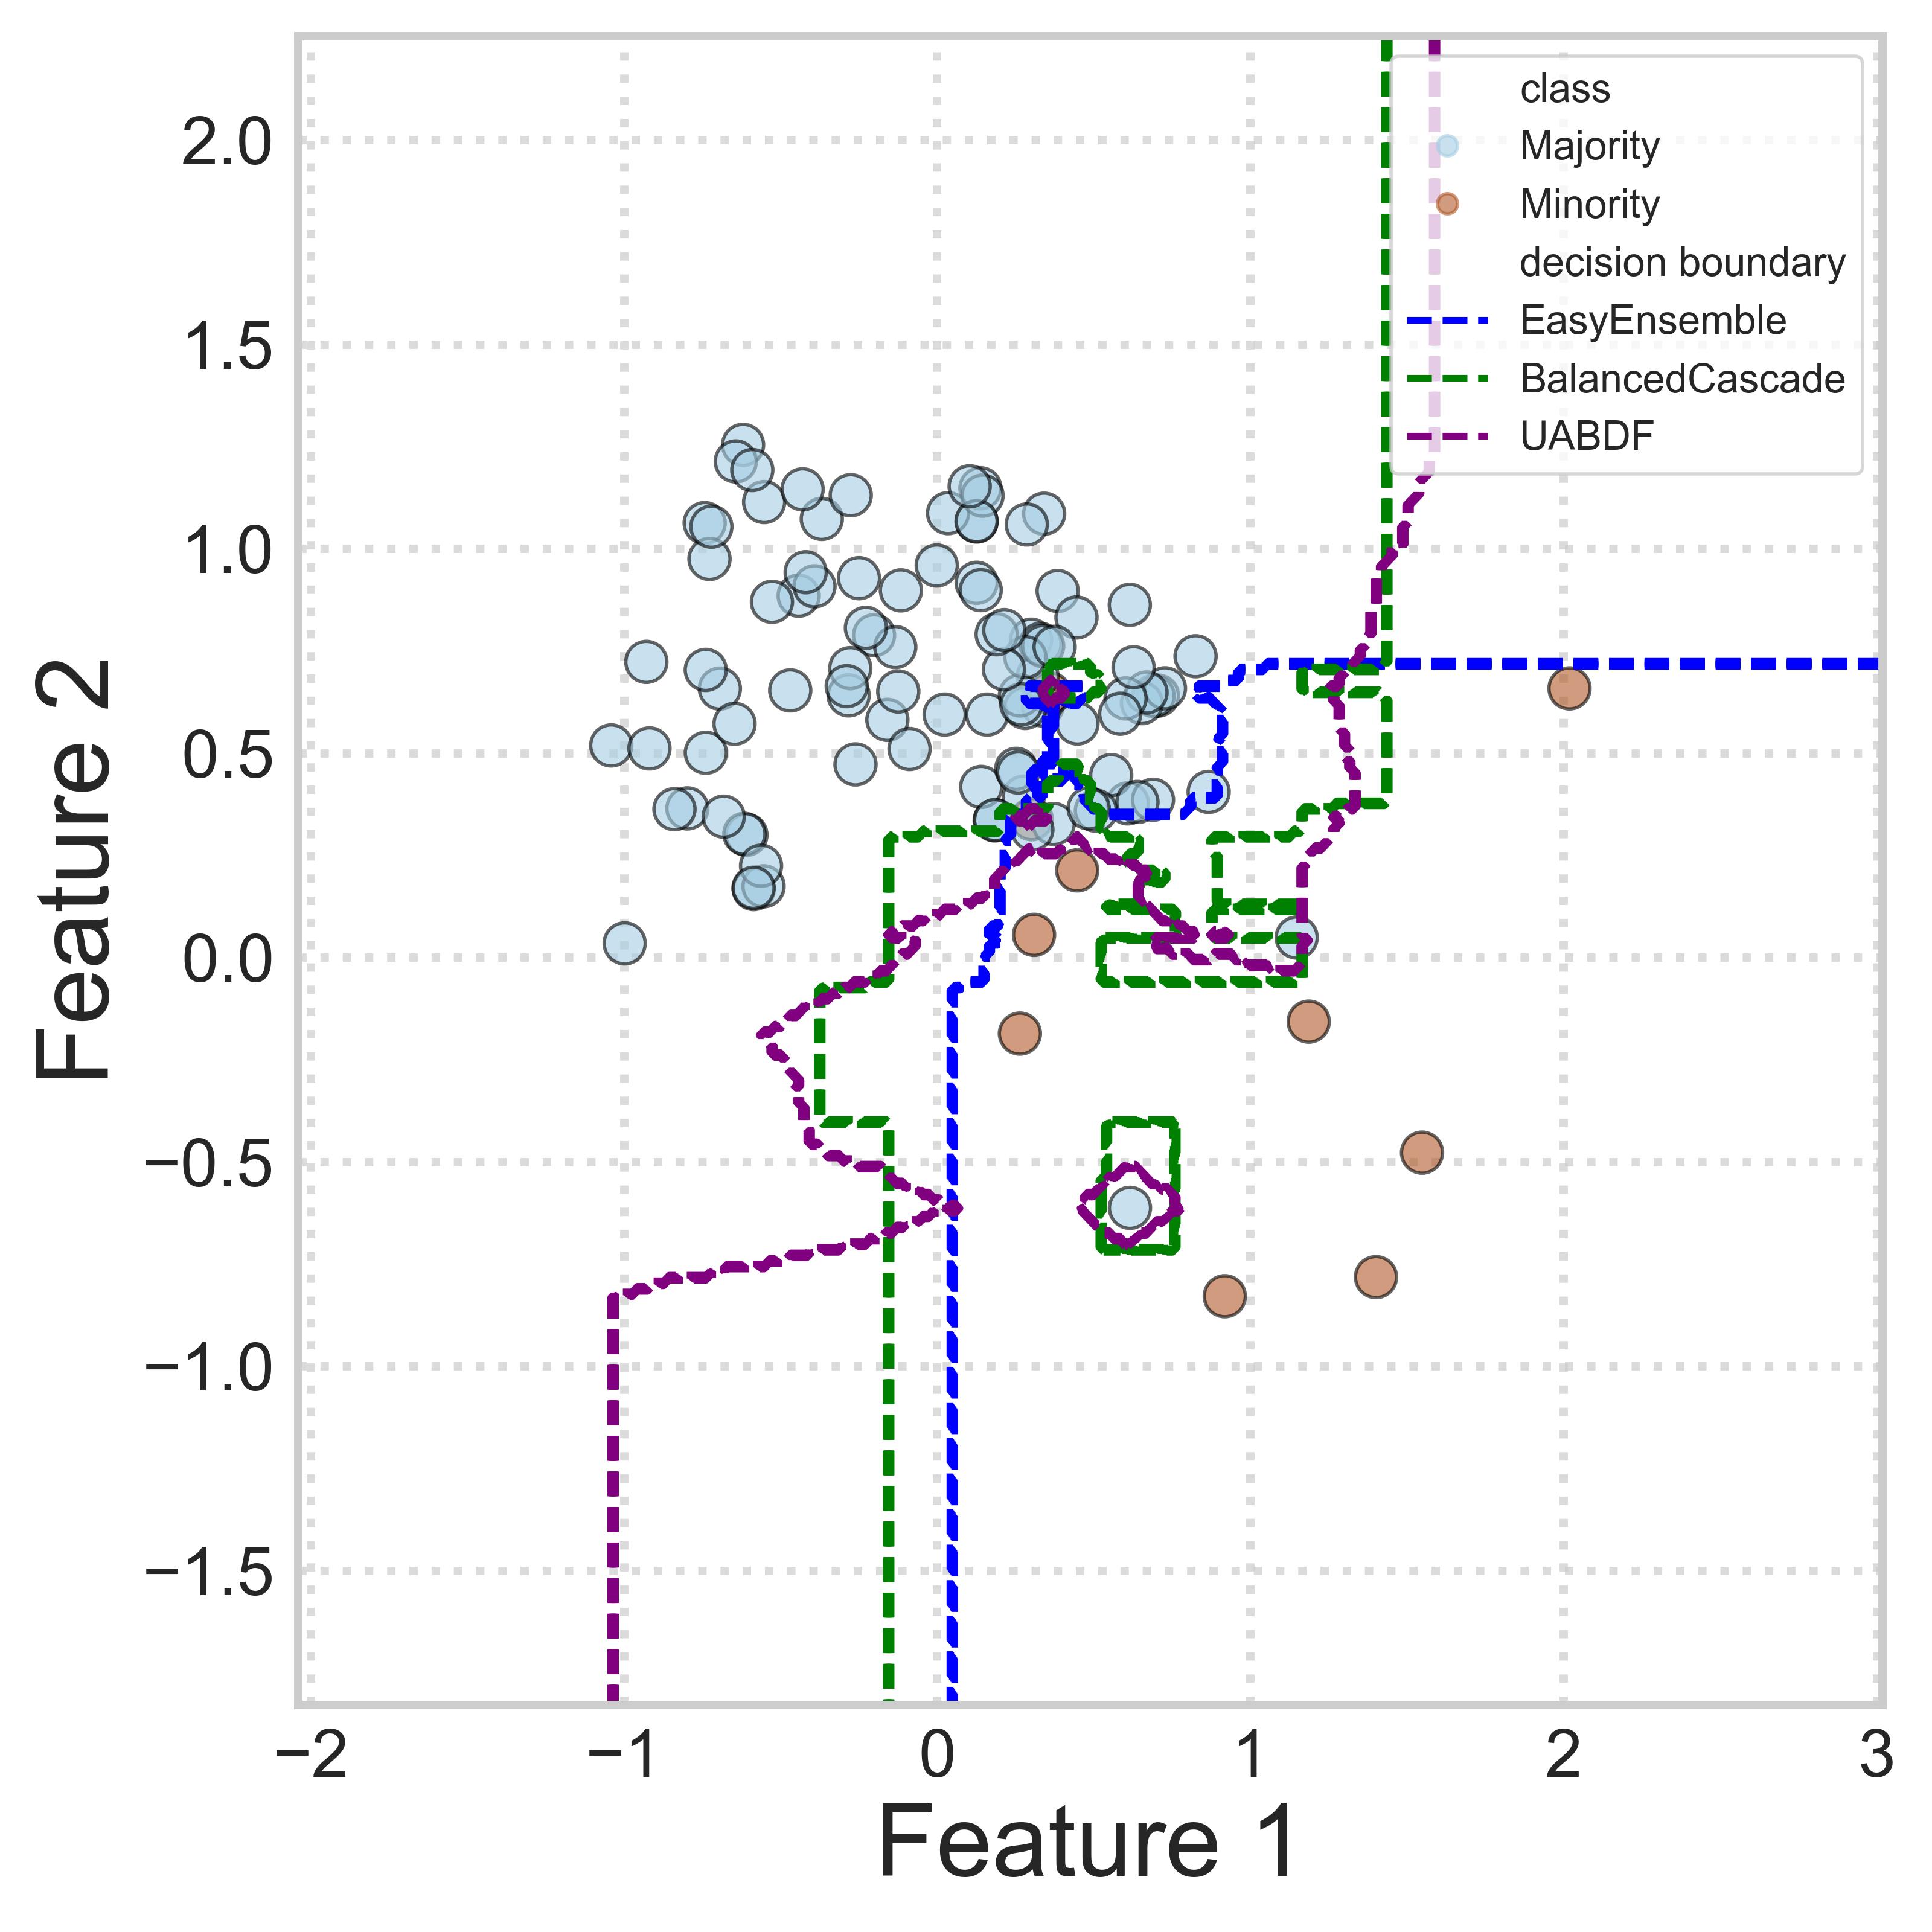 class
Majority
Minority
decision boundary
EasyEnsemble
BalancedCascade
UABDF
2.0
1.5
1.0
0.5
0.0
−0.5
−1.0
−1.5
−2 −1 0 1 2 3
Feature 1
Feature 2